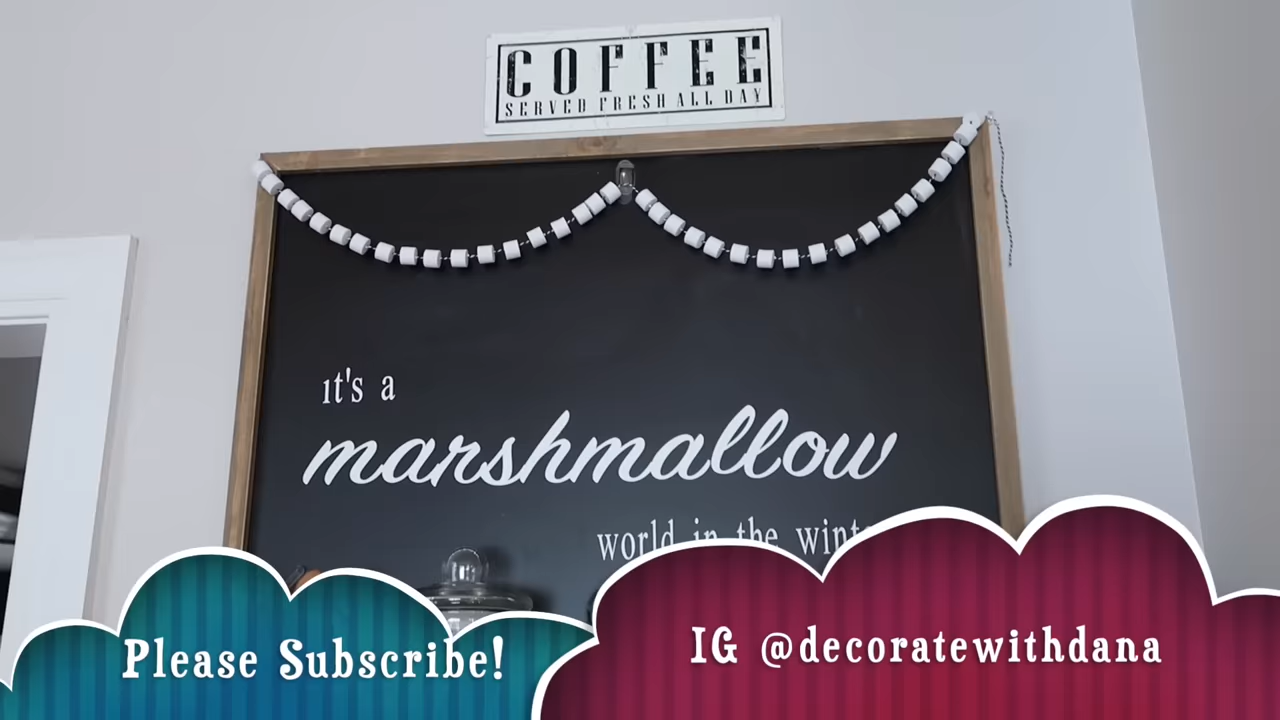 COFFEE
SERVED FRESH ALL DAY
it's a
marshmallow
world in the
Please Subscribe!
IG @decoratewithdana